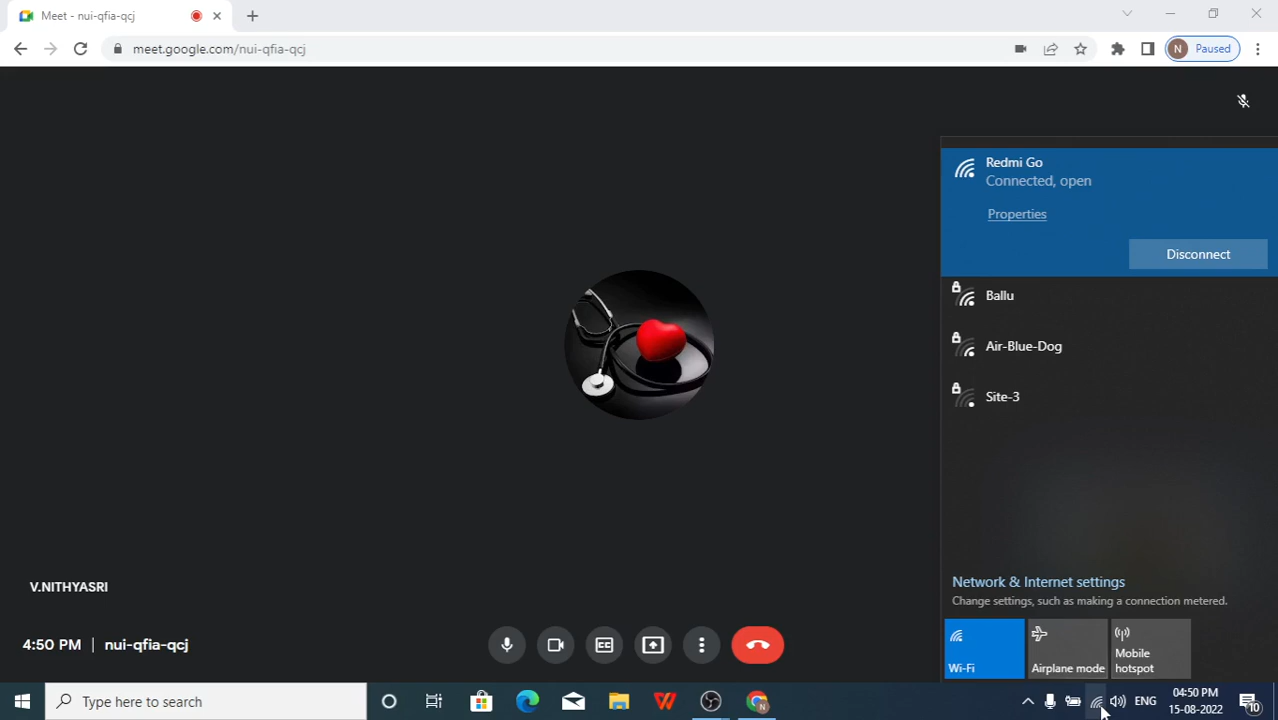 Meet - nui-qfia-qcj
meet.google.com/nui-qfia-qcj
N Paused
Redmi Go
Connected, open
Properties
Disconnect
Ballu
Air-Blue-Dog
Site-3
V.NITHYASRI
4:50 PM | nui-qfia-qcj
Network & Internet settings
Change settings, such as making a connection metered.
Wi-Fi
Airplane mode
Mobile
hotspot
Type here to search
ENG
04:50 PM
15-08-2022
10